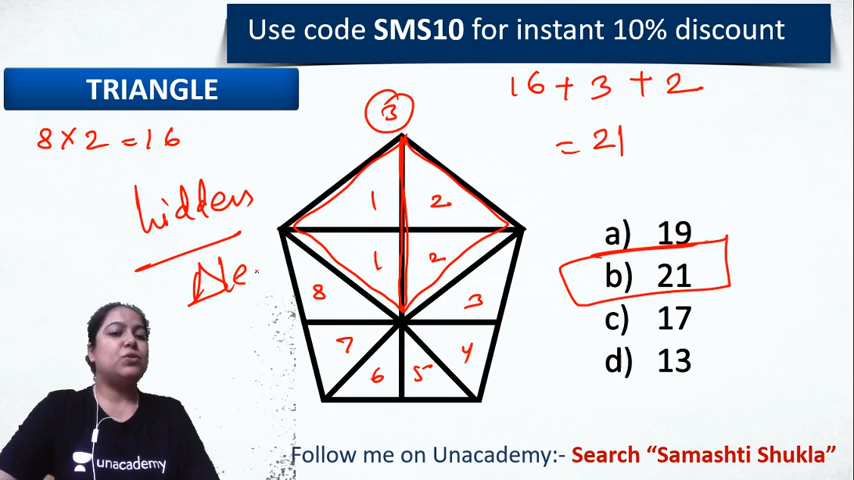 Use code SMS10 for instant 10% discount
TRIANGLE
8 × 2 = 16
3
16 + 3 + 2
= 21
hidden
Ne
1 2
1 2
8 3
7 4
6 5
a) 19
b) 21
c) 17
d) 13
unacademy
Follow me on Unacademy:- Search “Samashti Shukla”